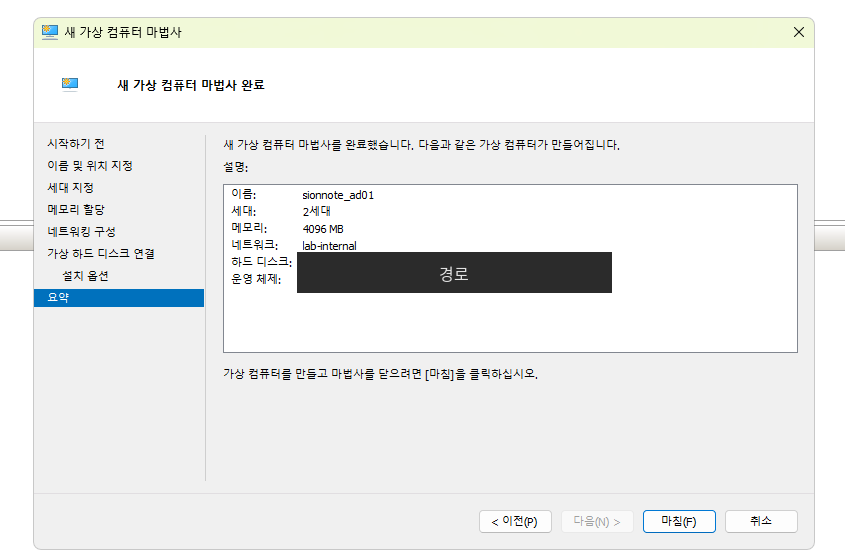 새 가상 컴퓨터 마법사
새 가상 컴퓨터 마법사 완료
시작하기 전
이름 및 위치 지정
세대 지정
메모리 할당
네트워킹 구성
가상 하드 디스크 연결
설치 옵션
요약
새 가상 컴퓨터 마법사를 완료했습니다. 다음과 같은 가상 컴퓨터가 만들어집니다.
설명:
이름: sionnote_ad01
세대: 2세대
메모리: 4096 MB
네트워크: lab-internal
하드 디스크:
운영 체제:
경로
가상 컴퓨터를 만들고 마법사를 닫으려면 [마침]을 클릭하십시오.
< 이전(P) 다음(N) > 마침(F) 취소